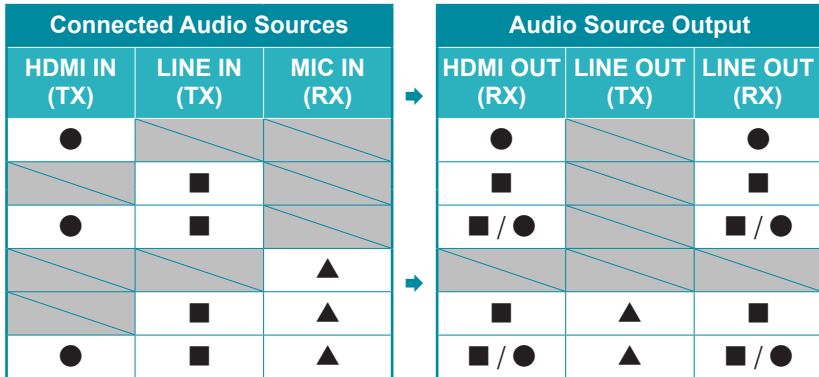 Connected Audio Sources
Audio Source Output
HDMI IN (TX)
LINE IN (TX)
MIC IN (RX)
HDMI OUT (RX)
LINE OUT (TX)
LINE OUT (RX)
● ● ●
■ ■ ■
● ■ ■ / ● ■ / ●
▲
■ ▲ ■ ▲ ■
● ■ ▲ ■ / ● ▲ ■ / ●